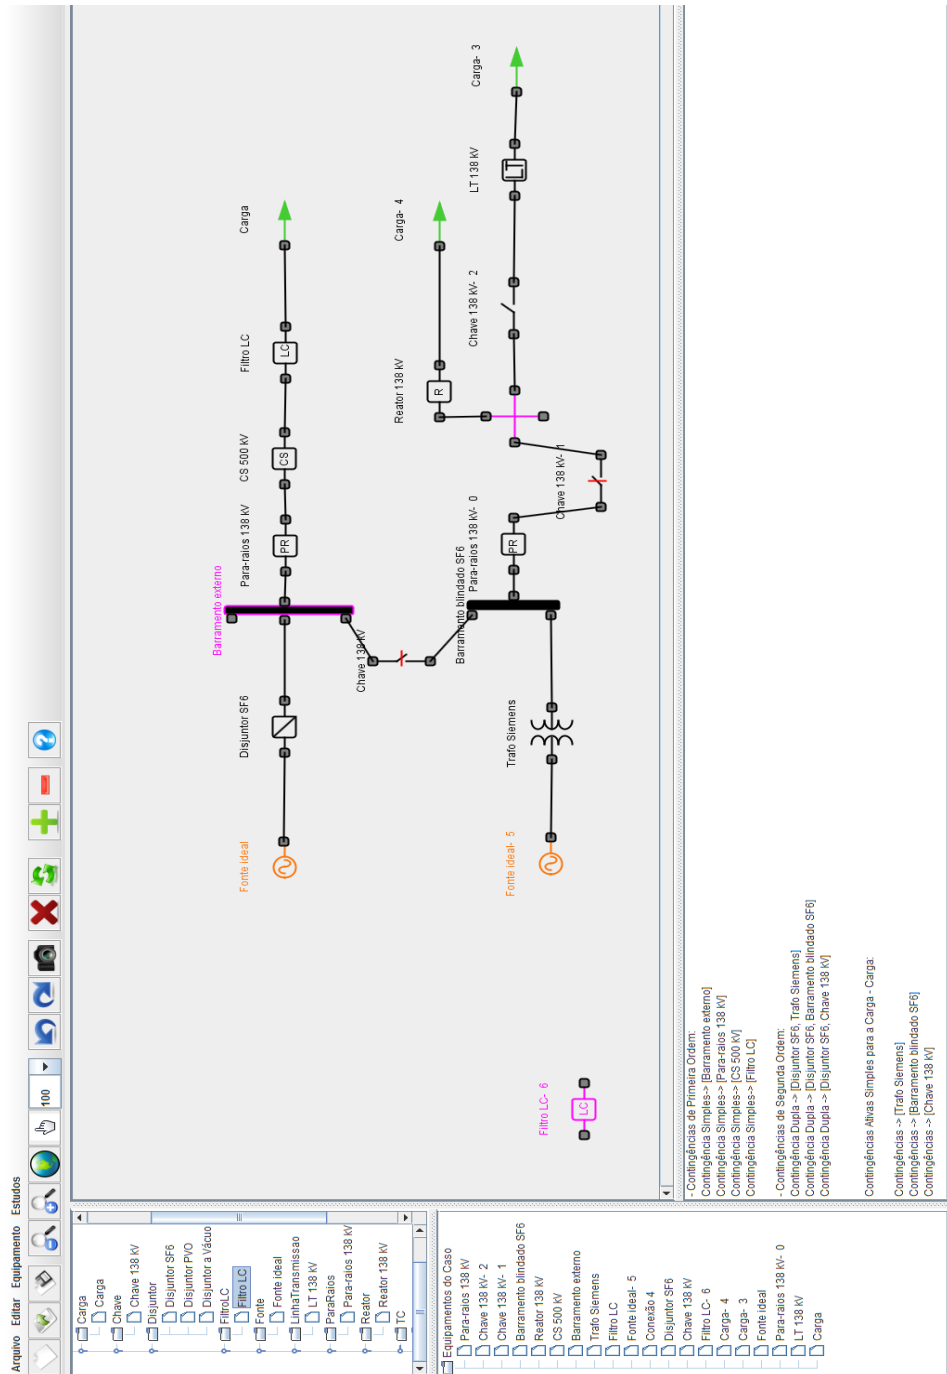 Arquivo Editar Equipamento Estudos
100
Carga
Carga
Chave
Chave 138 kV
Disjuntor
Disjuntor SF6
Disjuntor PVO
Disjuntor a Vácuo
FiltroLC
Filtro LC
Fonte
Fonte ideal
LinhaTransmissao
LT 138 kV
ParaRaios
Para-raios 138 kV
Reator
Reator 138 kV
TC
Equipamentos do Caso
Para-raios 138 kV
Chave 138 kV- 2
Chave 138 kV- 1
Barramento blindado SF6
Reator 138 kV
CS 500 kV
Barramento externo
Trafo Siemens
Filtro LC
Fonte ideal- 5
Conexão 4
Disjuntor SF6
Chave 138 kV
Filtro LC- 6
Carga- 4
Carga- 3
Fonte ideal
Para-raios 138 kV- 0
LT 138 kV
Carga
Fonte ideal
Disjuntor SF6
Barramento externo
Para-raios 138 kV
PR
CS 500 kV
CS
Filtro LC
LC
Carga
Chave 138 kV
Reator 138 kV
R
Carga- 4
Barramento blindado SF6
Para-raios 138 kV- 0
PR
Chave 138 kV- 2
LT 138 kV
LT
Carga- 3
Fonte ideal- 5
Trafo Siemens
Chave 138 kV- 1
Filtro LC- 6
LC
- Contingências de Primeira Ordem:
Contingência Simples-> [Barramento externo]
Contingência Simples-> [Para-raios 138 kV]
Contingência Simples-> [CS 500 kV]
Contingência Simples-> [Filtro LC]
- Contingências de Segunda Ordem:
Contingência Dupla -> [Disjuntor SF6, Trafo Siemens]
Contingência Dupla -> [Disjuntor SF6, Barramento blindado SF6]
Contingência Dupla -> [Disjuntor SF6, Chave 138 kV]
Contingências Ativas Simples para a Carga - Carga:
Contingências -> [Trafo Siemens]
Contingências -> [Barramento blindado SF6]
Contingências -> [Chave 138 kV]